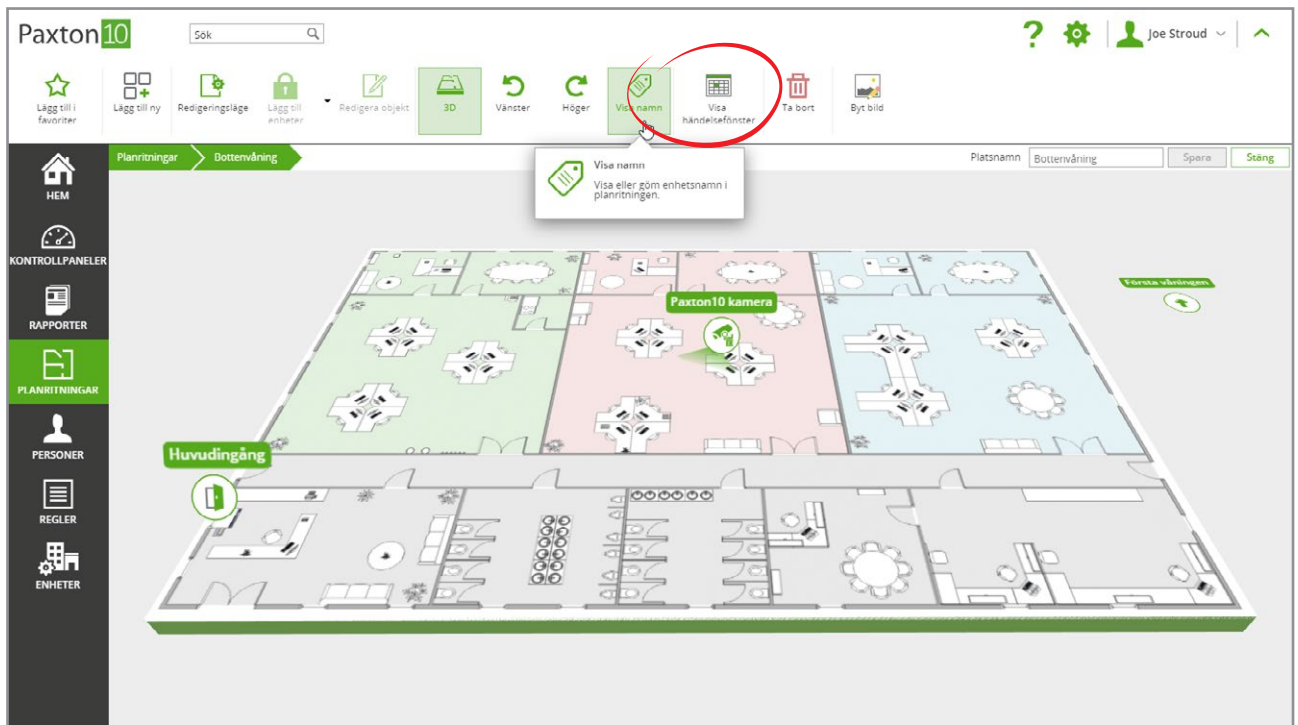 Paxton10
Sök
Joe Stroud
Lägg till i
favoriter
Lägg till ny
Redigeringsläge
Lägg till
enheter
Redigera objekt
3D
Vänster
Höger
Visa namn
Visa
händelsefönster
Ta bort
Byt bild
Planritningar
Bottenvåning
Platsnamn
Bottenvåning
Spara
Stäng
Visa namn
Visa eller göm enhetsnamn i
planritningen.
HEM
KONTROLLPANELER
RAPPORTER
PLANRITNINGAR
PERSONER
REGLER
ENHETER
Första våningen
Paxton10 kamera
Huvudingång